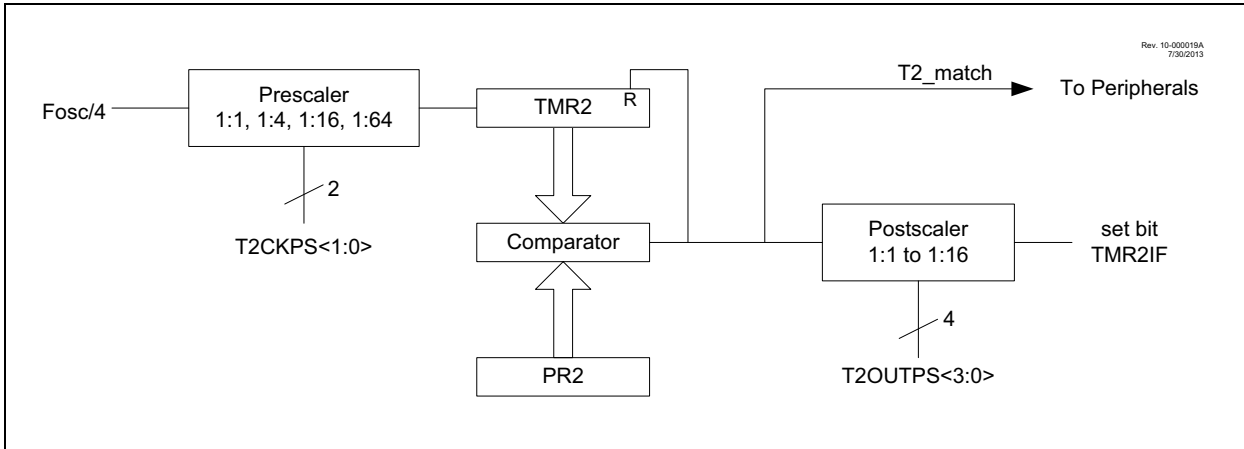 Rev. 10-000019A
7/30/2013
T2_match
To Peripherals
Fosc/4
Prescaler
1:1, 1:4, 1:16, 1:64
TMR2
R
2
T2CKPS<1:0>
Comparator
Postscaler
1:1 to 1:16
set bit
TMR2IF
4
T2OUTPS<3:0>
PR2